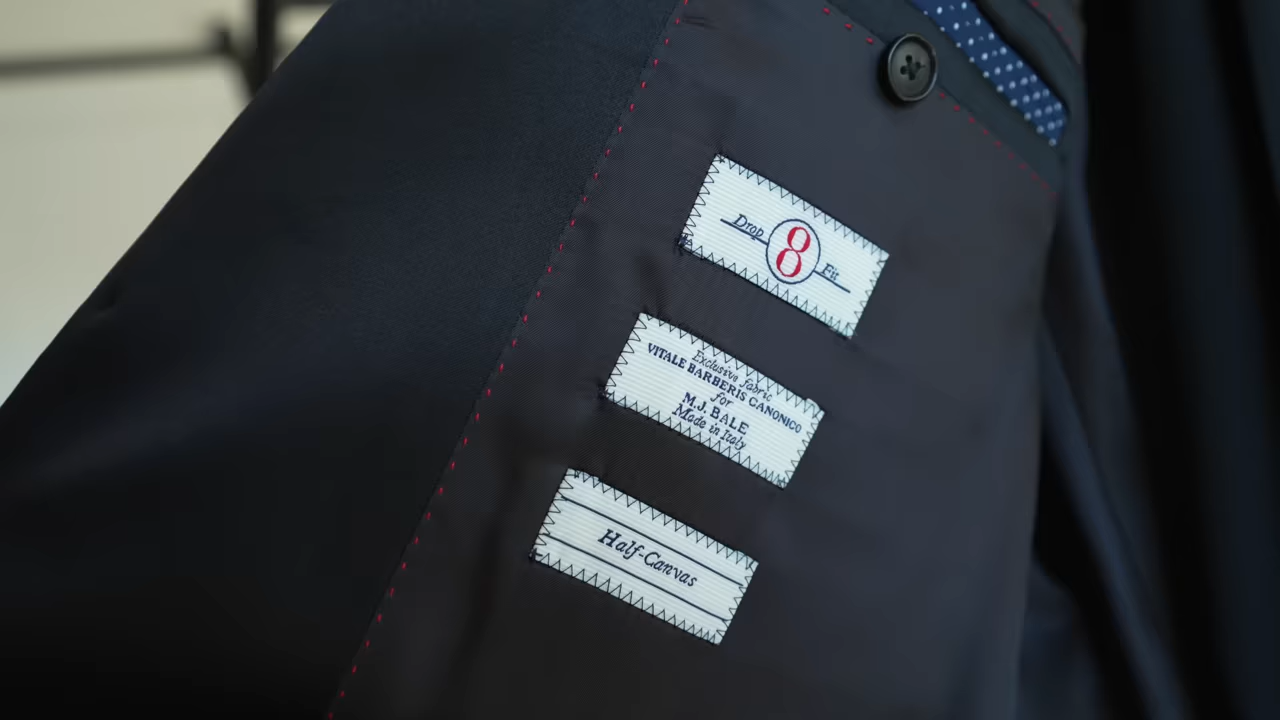 Drop 8 Fit
Exclusive fabric
VITALE BARBERIS CANONICO
for
M.J. BALE
Made in Italy
Half-Canvas